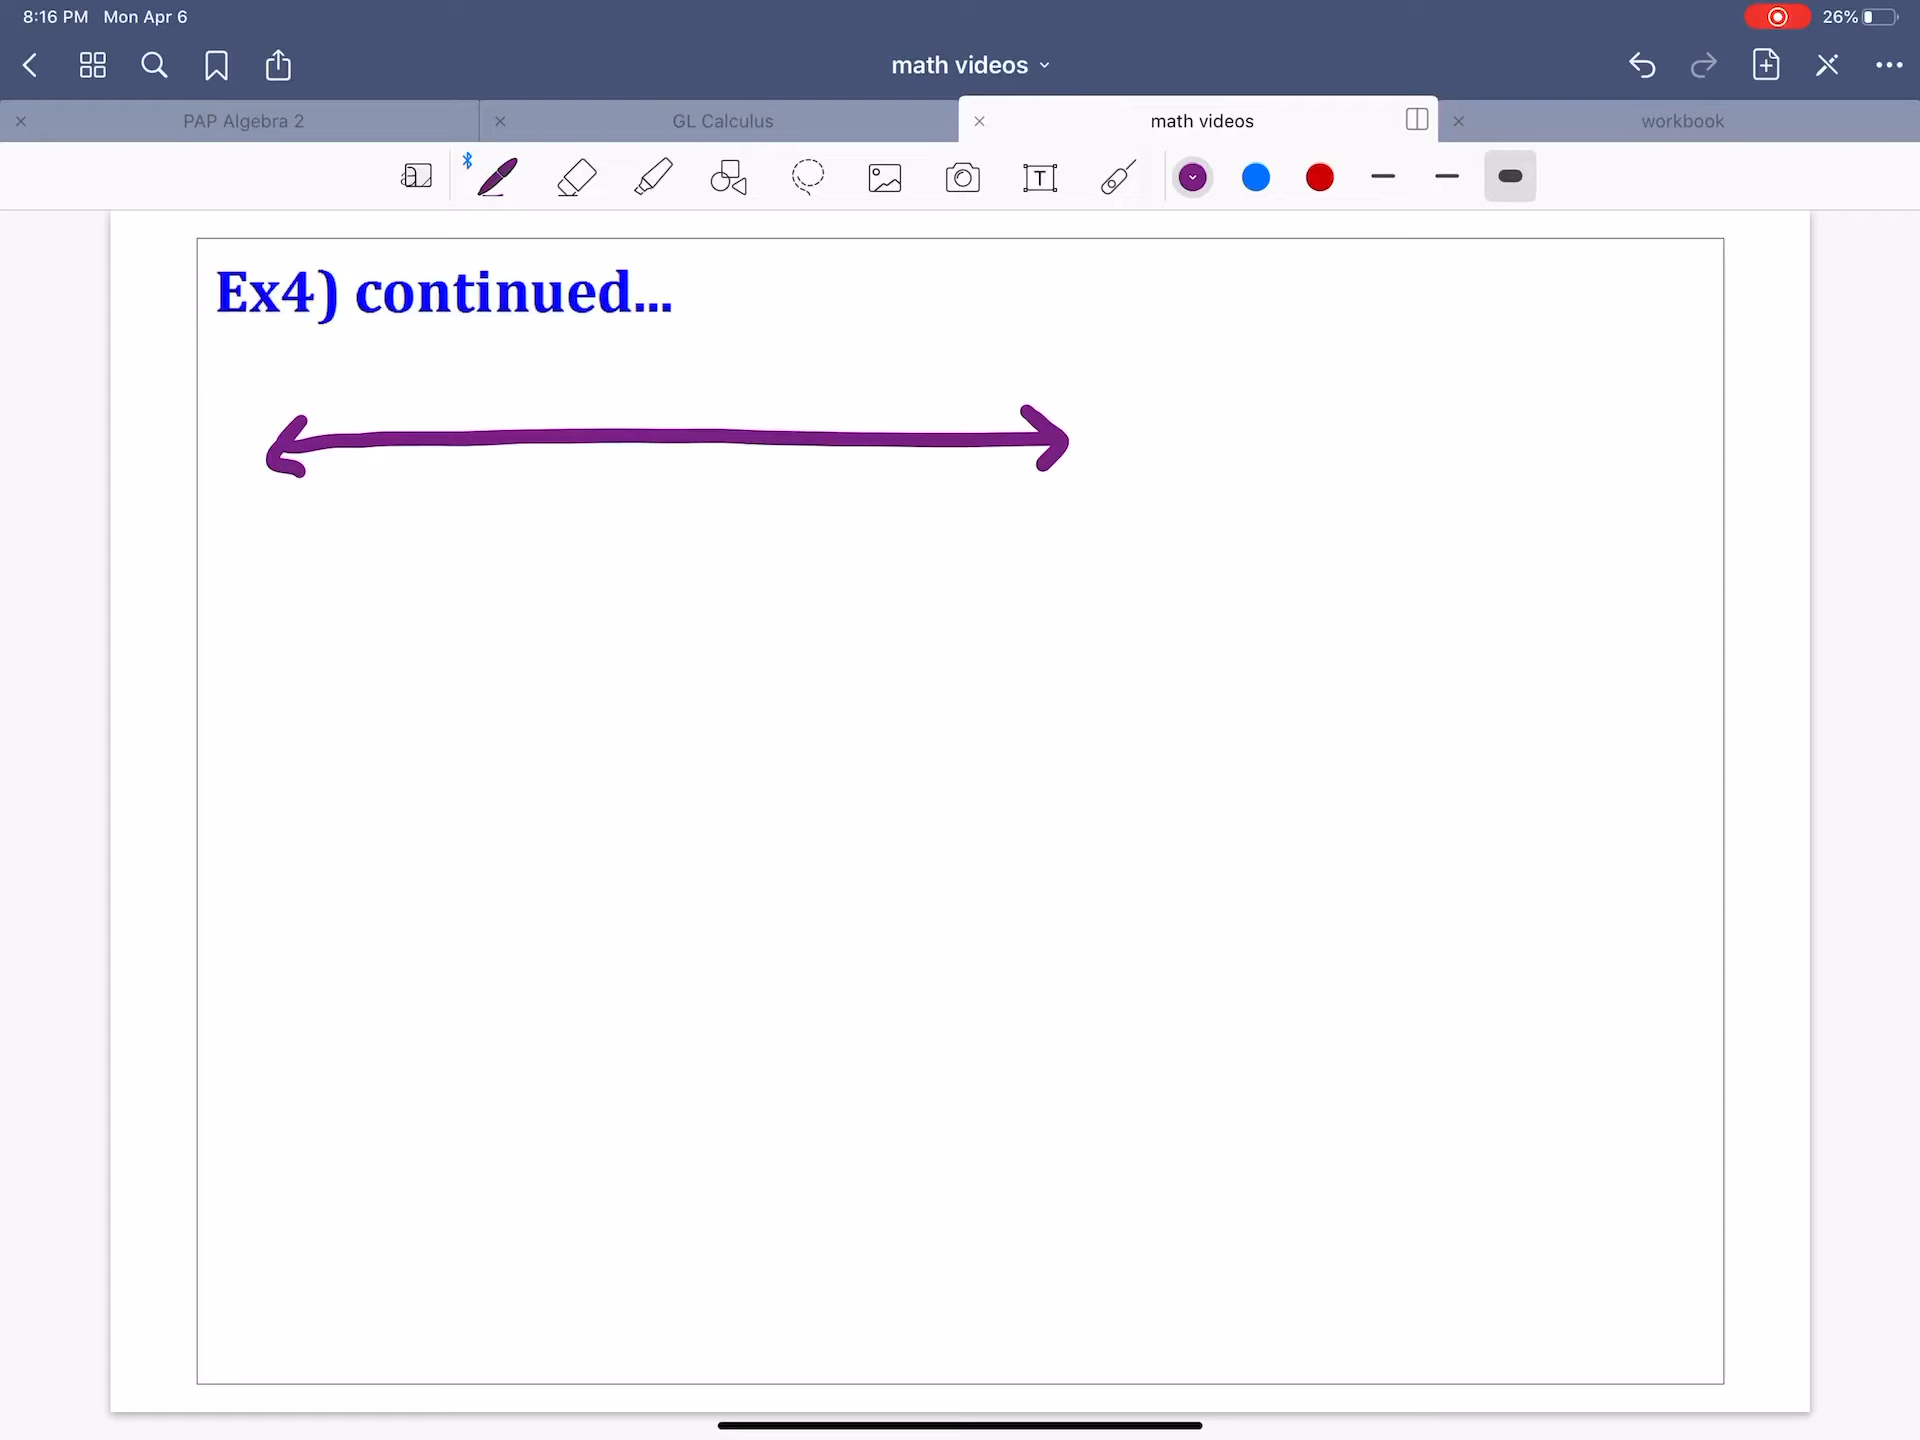 8:16 PM Mon Apr 6 26%
math videos
PAP Algebra 2 GL Calculus math videos workbook
Ex4) continued...